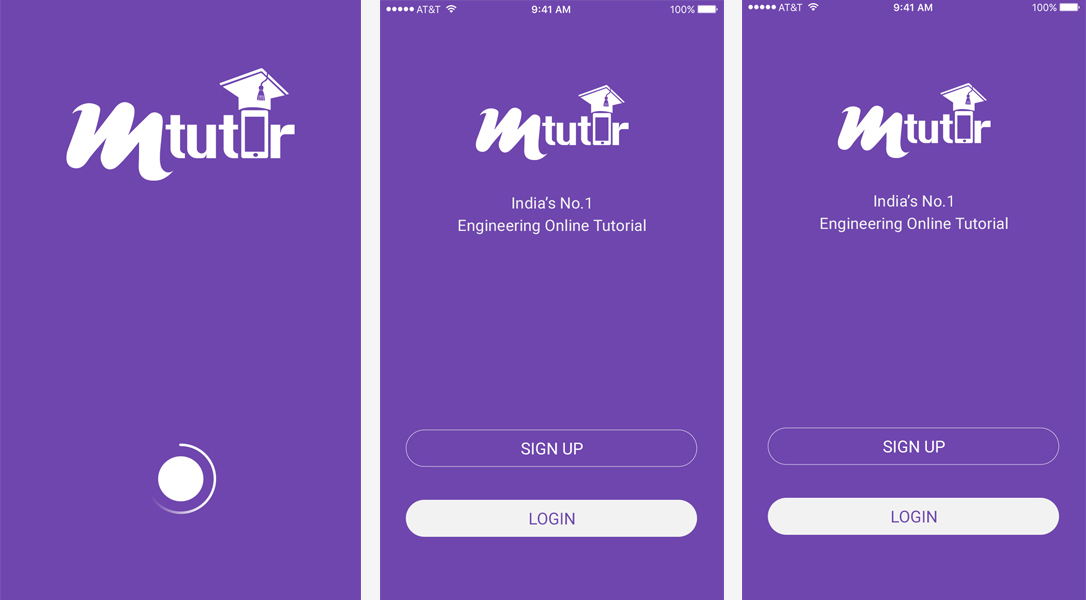 Mtutor
AT&T 9:41 AM 100%
Mtutor
India's No.1
Engineering Online Tutorial
SIGN UP
LOGIN
AT&T 9:41 AM 100%
Mtutor
India's No.1
Engineering Online Tutorial
SIGN UP
LOGIN